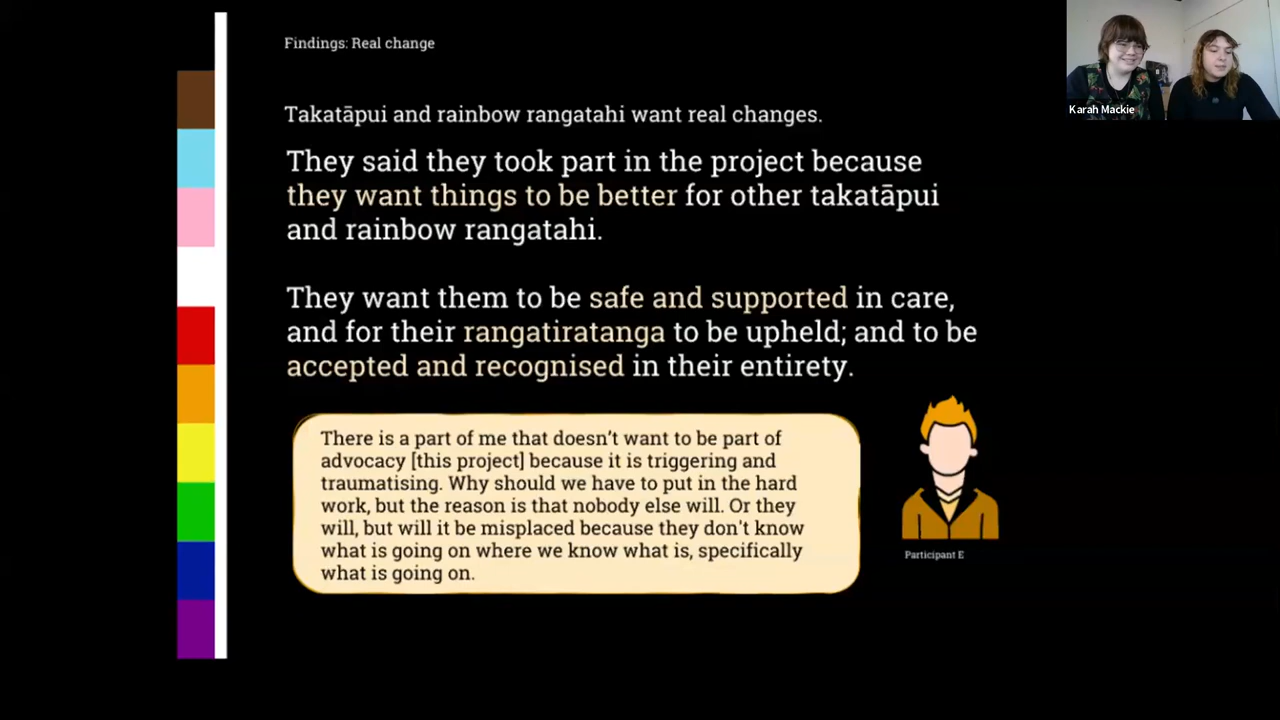 Findings: Real change
Karah Mackie
Takatāpui and rainbow rangatahi want real changes.
They said they took part in the project because
they want things to be better for other takatāpui
and rainbow rangatahi.
They want them to be safe and supported in care,
and for their rangatiratanga to be upheld; and to be
accepted and recognised in their entirety.
There is a part of me that doesn’t want to be part of
advocacy [this project] because it is triggering and
traumatising. Why should we have to put in the hard
work, but the reason is that nobody else will. Or they
will, but will it be misplaced because they don't know
what is going on where we know what is, specifically
what is going on.
Participant E